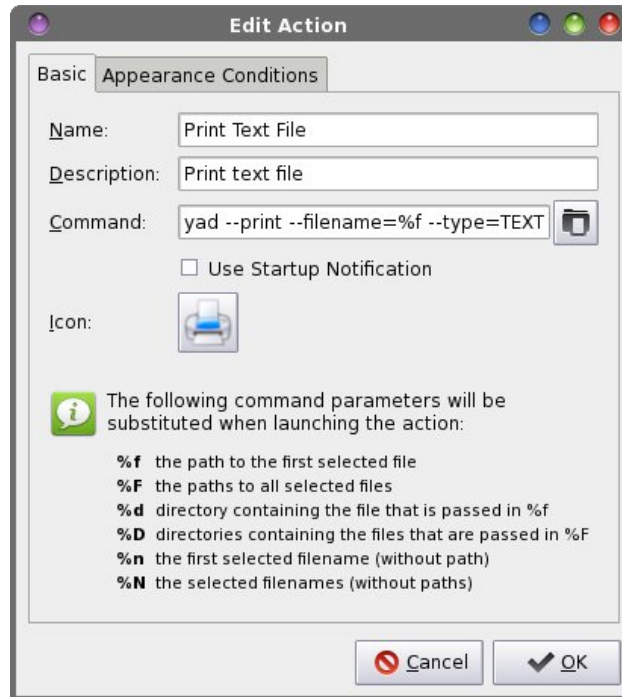 Edit Action
Basic
Appearance Conditions
Name:
Print Text File
Description:
Print text file
Command:
yad --print --filename=%f --type=TEXT
Use Startup Notification
Icon:
The following command parameters will be
substituted when launching the action:
%f the path to the first selected file
%F the paths to all selected files
%d directory containing the file that is passed in %f
%D directories containing the files that are passed in %F
%n the first selected filename (without path)
%N the selected filenames (without paths)
Cancel
OK